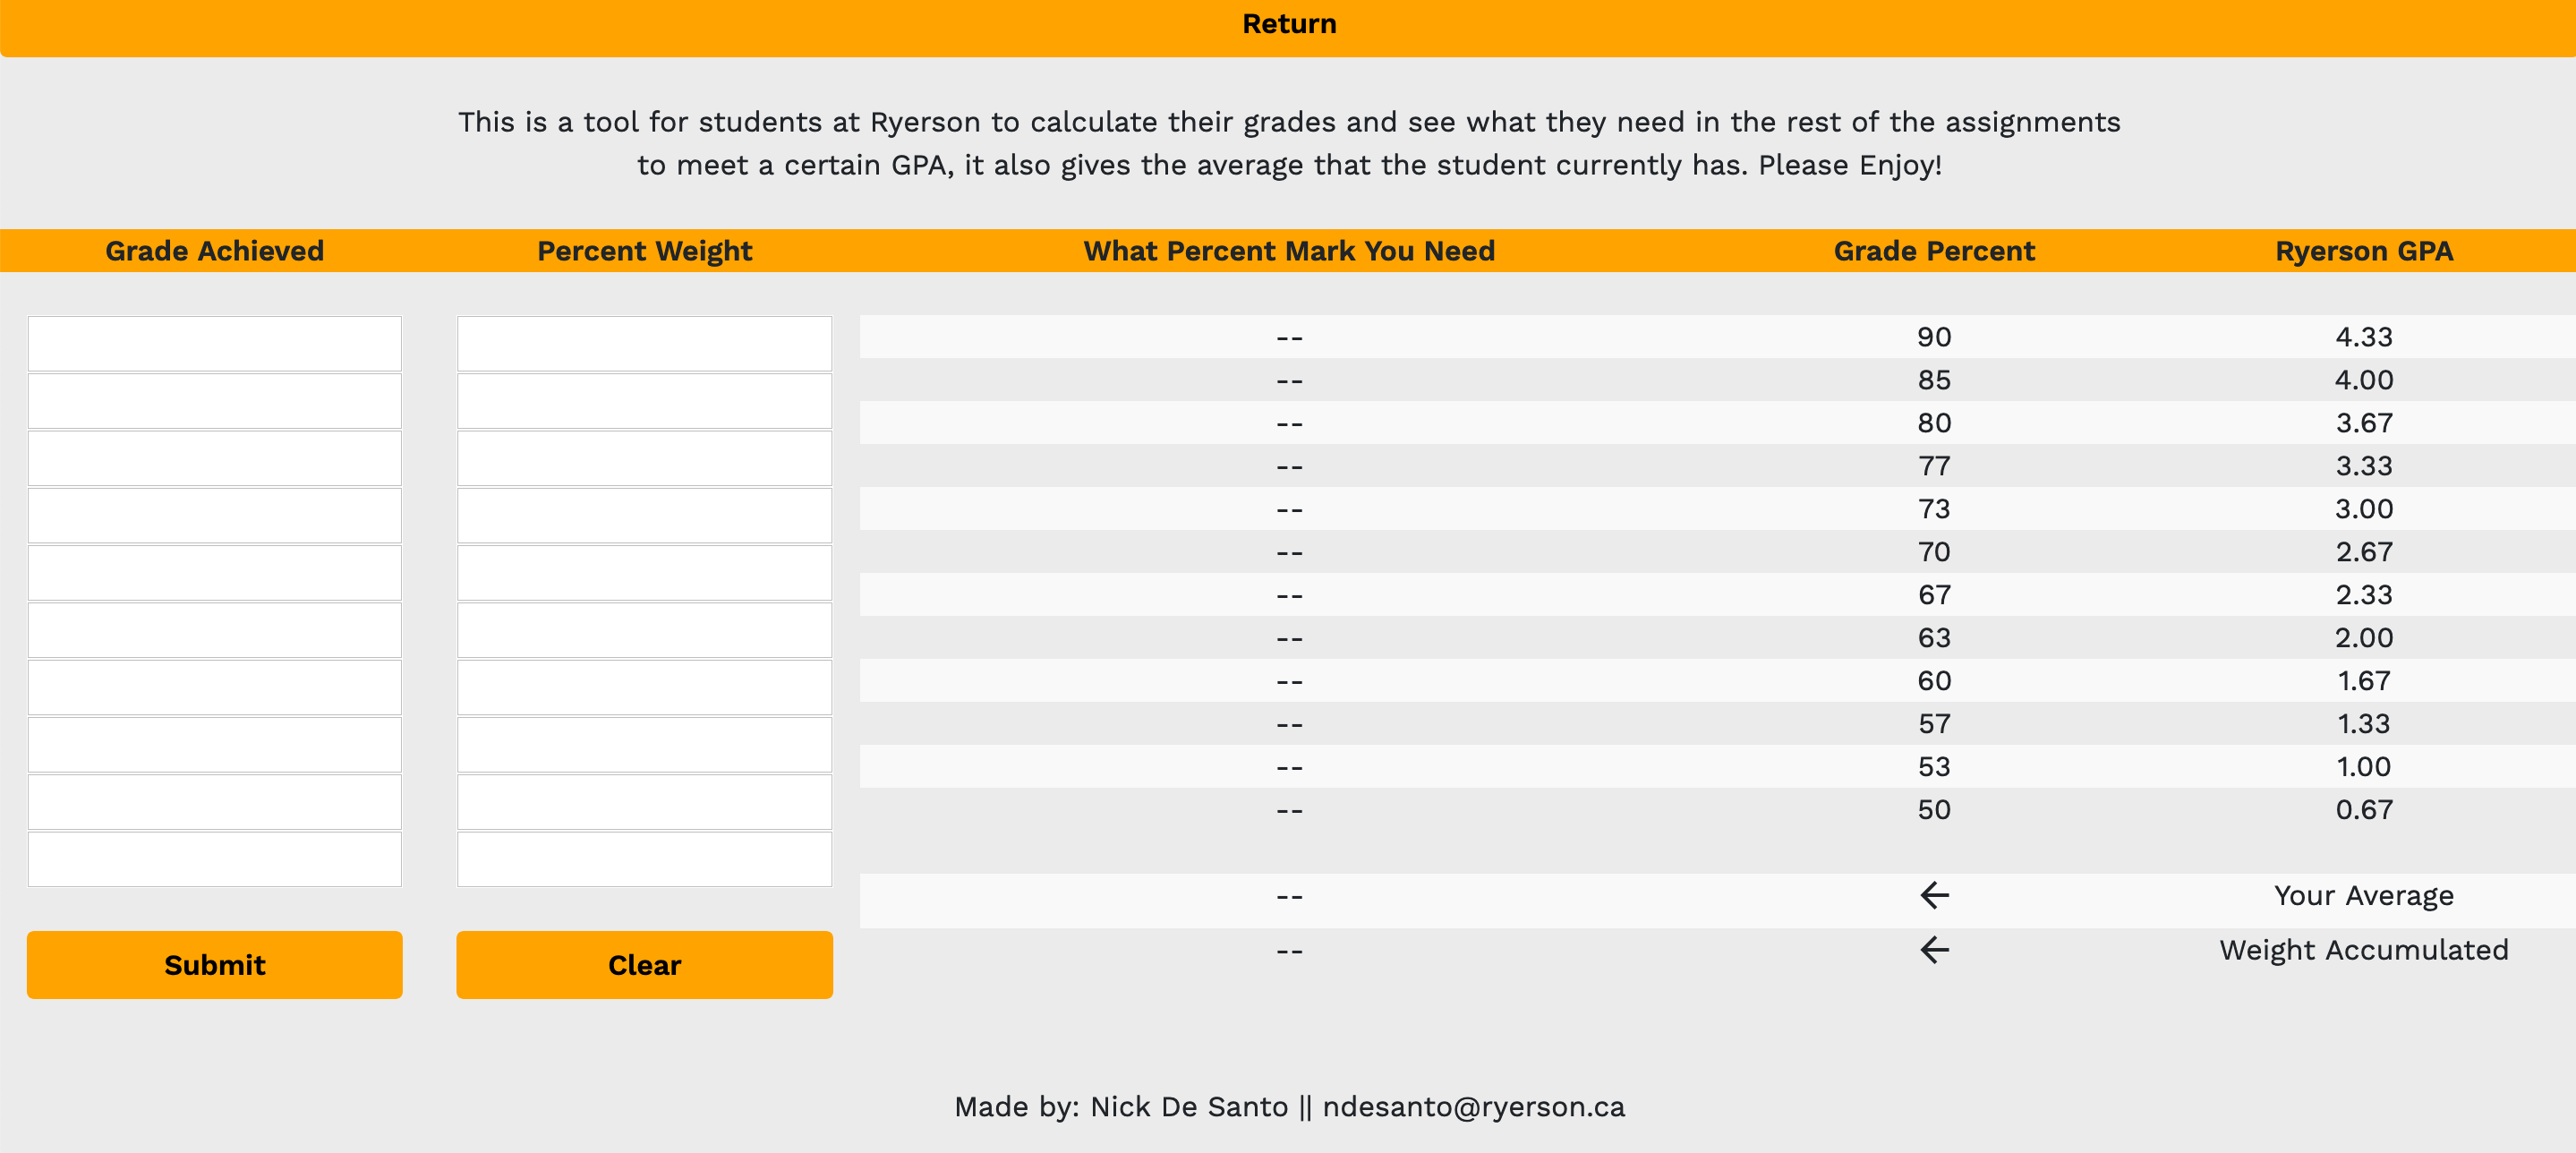 Return
This is a tool for students at Ryerson to calculate their grades and see what they need in the rest of the assignments
to meet a certain GPA, it also gives the average that the student currently has. Please Enjoy!
Grade Achieved Percent Weight What Percent Mark You Need Grade Percent Ryerson GPA
-- 90 4.33
-- 85 4.00
-- 80 3.67
-- 77 3.33
-- 73 3.00
-- 70 2.67
-- 67 2.33
-- 63 2.00
-- 60 1.67
-- 57 1.33
-- 53 1.00
-- 50 0.67
-- ← Your Average
-- ← Weight Accumulated
Submit Clear
Made by: Nick De Santo || ndesanto@ryerson.ca